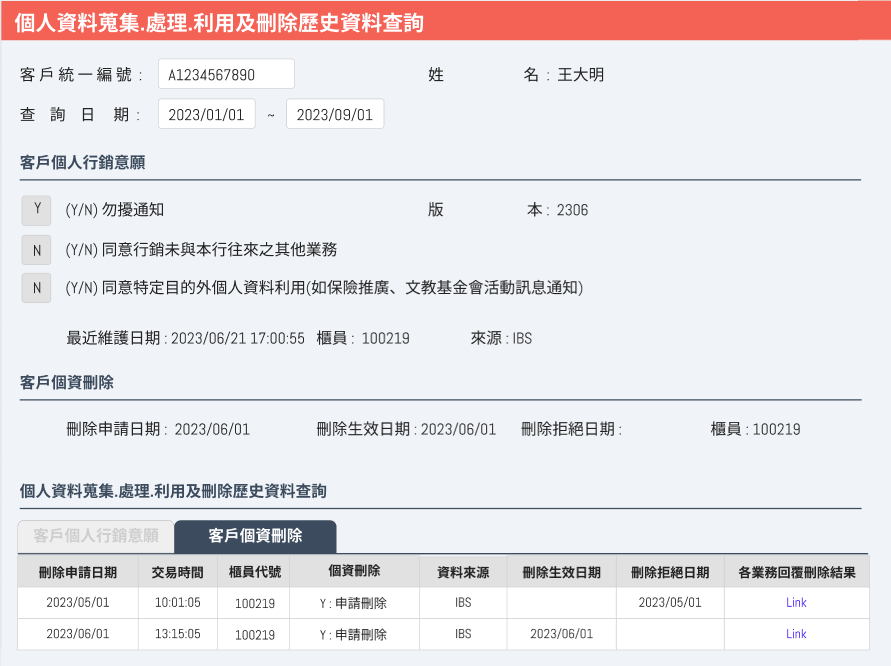 個人資料蒐集.處理.利用及刪除歷史資料查詢
客戶統一編號 : A1234567890 姓 名 : 王大明
查 詢 日 期 : 2023/01/01 ~ 2023/09/01
客戶個人行銷意願
Y (Y/N) 勿擾通知 版 本 : 2306
N (Y/N) 同意行銷未與本行往來之其他業務
N (Y/N) 同意特定目的外個人資料利用(如保險推廣、文教基金會活動訊息通知)
最近維護日期 : 2023/06/21 17:00:55 櫃員 : 100219 來源 : IBS
客戶個資刪除
刪除申請日期 : 2023/06/01 刪除生效日期 : 2023/06/01 刪除拒絕日期 : 櫃員 : 100219
個人資料蒐集.處理.利用及刪除歷史資料查詢
客戶個人行銷意願 客戶個資刪除
刪除申請日期 交易時間 櫃員代號 個資刪除 資料來源 刪除生效日期 刪除拒絕日期 各業務回覆刪除結果
2023/05/01 10:01:05 100219 Y : 申請刪除 IBS 2023/05/01 Link
2023/06/01 13:15:05 100219 Y : 申請刪除 IBS 2023/06/01 Link